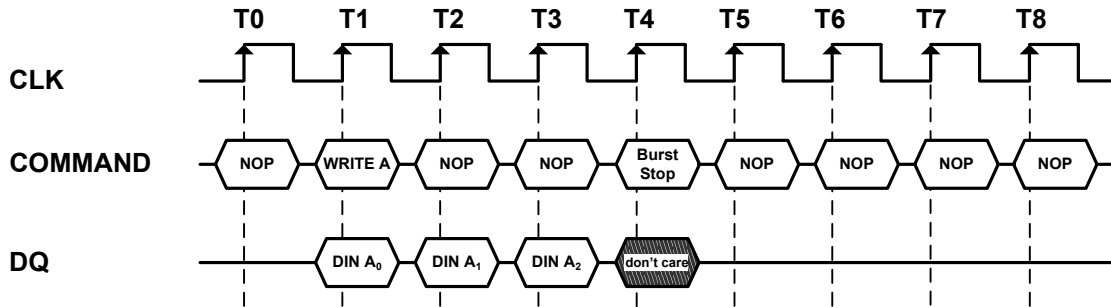 T0 T1 T2 T3 T4 T5 T6 T7 T8
CLK
COMMAND NOP WRITE A NOP NOP Burst Stop NOP NOP NOP NOP
DQ DIN A₀ DIN A₁ DIN A₂ don't care